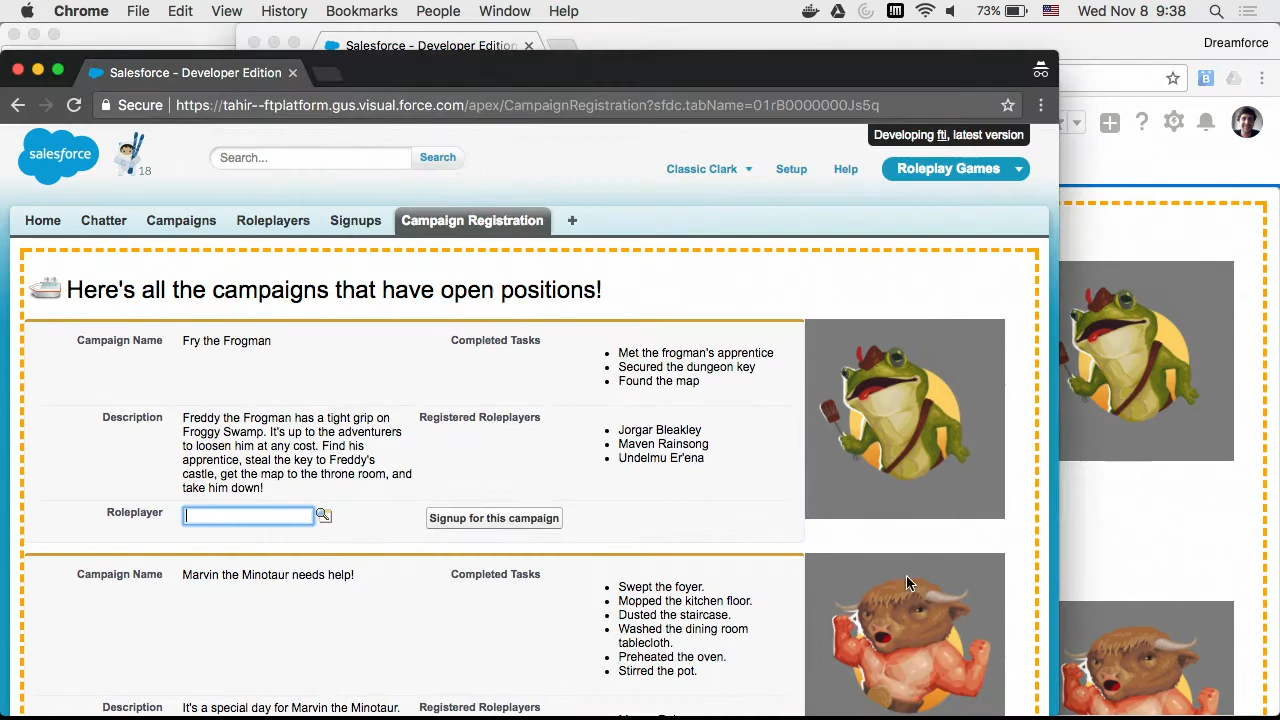 Chrome File Edit View History Bookmarks People Window Help 73% Wed Nov 8 9:38
Salesforce - Developer Edition
Dreamforce
Salesforce - Developer Edition
Secure https://tahir--ftplatform.gus.visual.force.com/apex/CampaignRegistration?sfdc.tabName=01rB0000000Js5q
Developing ftj, latest version
salesforce
18
Search...
Search
Classic Clark
Setup
Help
Roleplay Games
Home Chatter Campaigns Roleplayers Signups Campaign Registration +
Here's all the campaigns that have open positions!
Campaign Name
Fry the Frogman
Completed Tasks
• Met the frogman's apprentice
• Secured the dungeon key
• Found the map
Description
Freddy the Frogman has a tight grip on
Froggy Swamp. It's up to the adventurers
to loosen him at any cost. Find his
apprentice, steal the key to Freddy's
castle, get the map to the throne room, and
take him down!
Registered Roleplayers
• Jorgar Bleakley
• Maven Rainsong
• Undelmu Er'ena
Roleplayer
Signup for this campaign
Campaign Name
Marvin the Minotaur needs help!
Completed Tasks
• Swept the foyer.
• Mopped the kitchen floor.
• Dusted the staircase.
• Washed the dining room
tablecloth.
• Preheated the oven.
• Stirred the pot.
Description
It's a special day for Marvin the Minotaur.
Registered Roleplayers